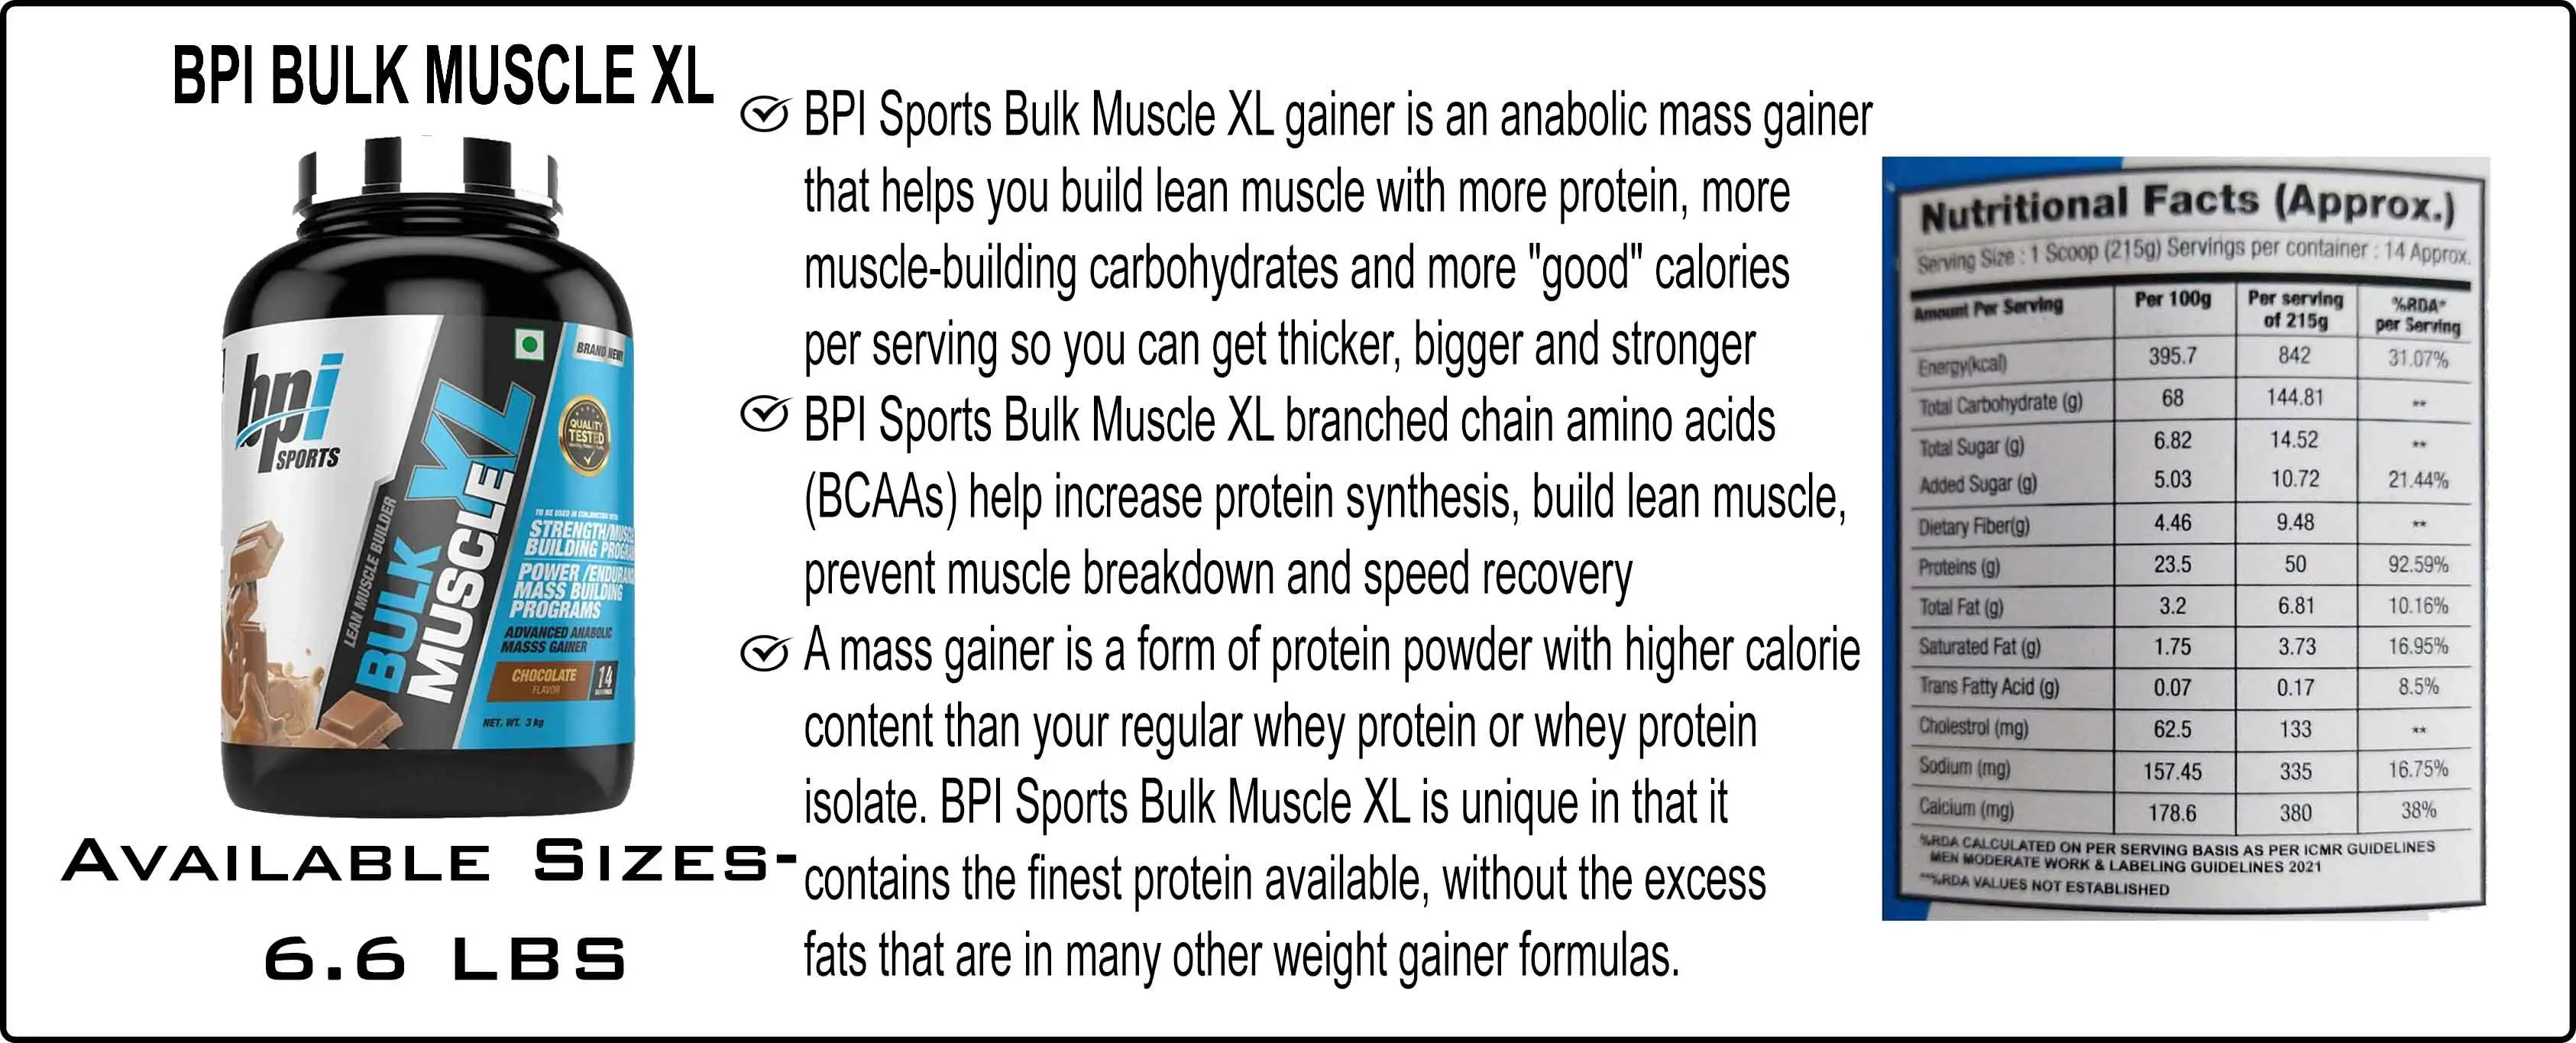 BPI BULK MUSCLE XL
bpi
SPORTS
BRAND NEW!
QUALITY
TESTED
LEAN MUSCLE BUILDER
BULK
MUSCLE
XL
TO BE USED IN CONJUNCTION WITH
STRENGTH/MUSCLE
BUILDING PROGRAM
POWER /ENDURANC
MASS BUILDING
PROGRAMS
ADVANCED ANABOLIC
MASSS GAINER
CHOCOLATE
FLAVOR
14
SERVINGS
NET. WT. 3 kg
AVAILABLE SIZES-
6.6 LBS
BPI Sports Bulk Muscle XL gainer is an anabolic mass gainer
that helps you build lean muscle with more protein, more
muscle-building carbohydrates and more "good" calories
per serving so you can get thicker, bigger and stronger
BPI Sports Bulk Muscle XL branched chain amino acids
(BCAAs) help increase protein synthesis, build lean muscle,
prevent muscle breakdown and speed recovery
A mass gainer is a form of protein powder with higher calorie
content than your regular whey protein or whey protein
isolate. BPI Sports Bulk Muscle XL is unique in that it
contains the finest protein available, without the excess
fats that are in many other weight gainer formulas.
Nutritional Facts (Approx.)
Serving Size : 1 Scoop (215g) Servings per container : 14 Approx.
Amount Per Serving Per 100g Per serving of 215g %RDA* per Serving
Energy(kcal) 395.7 842 31.07%
Total Carbohydrate (g) 68 144.81 **
Total Sugar (g) 6.82 14.52 **
Added Sugar (g) 5.03 10.72 21.44%
Dietary Fiber(g) 4.46 9.48 **
Proteins (g) 23.5 50 92.59%
Total Fat (g) 3.2 6.81 10.16%
Saturated Fat (g) 1.75 3.73 16.95%
Trans Fatty Acid (g) 0.07 0.17 8.5%
Cholestrol (mg) 62.5 133 **
Sodium (mg) 157.45 335 16.75%
Calcium (mg) 178.6 380 38%
%RDA CALCULATED ON PER SERVING BASIS AS PER ICMR GUIDELINES
MEN MODERATE WORK & LABELING GUIDELINES 2021
**%RDA VALUES NOT ESTABLISHED